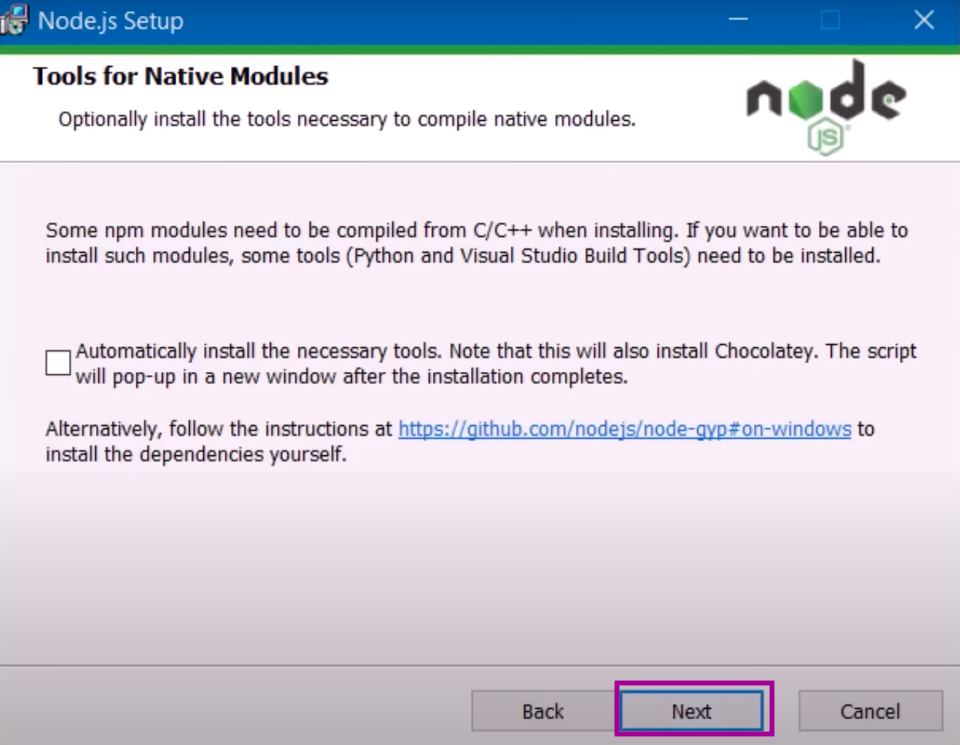 Node.js Setup
Tools for Native Modules
Optionally install the tools necessary to compile native modules.
node
JS
Some npm modules need to be compiled from C/C++ when installing. If you want to be able to
install such modules, some tools (Python and Visual Studio Build Tools) need to be installed.
Automatically install the necessary tools. Note that this will also install Chocolatey. The script
will pop-up in a new window after the installation completes.
Alternatively, follow the instructions at https://github.com/nodejs/node-gyp#on-windows to
install the dependencies yourself.
Back Next Cancel